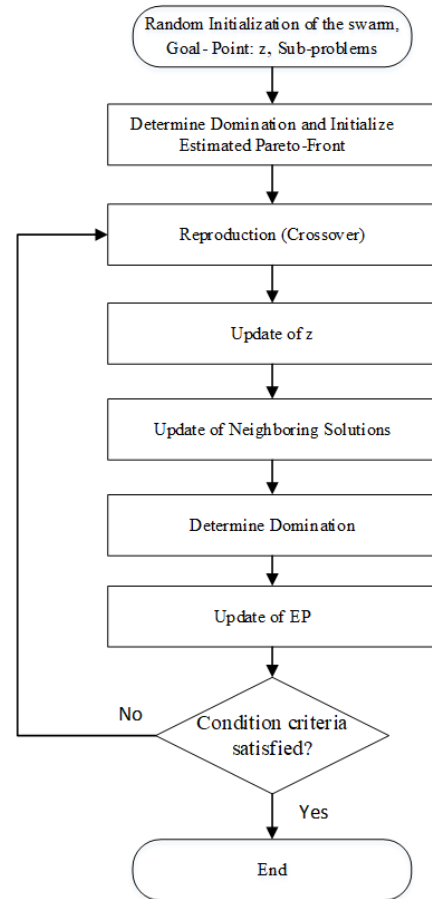 Random Initialization of the swarm,
Goal- Point: z, Sub-problems
Determine Domination and Initialize
Estimated Pareto-Front
Reproduction (Crossover)
Update of z
Update of Neighboring Solutions
Determine Domination
Update of EP
No
Condition criteria
satisfied?
Yes
End